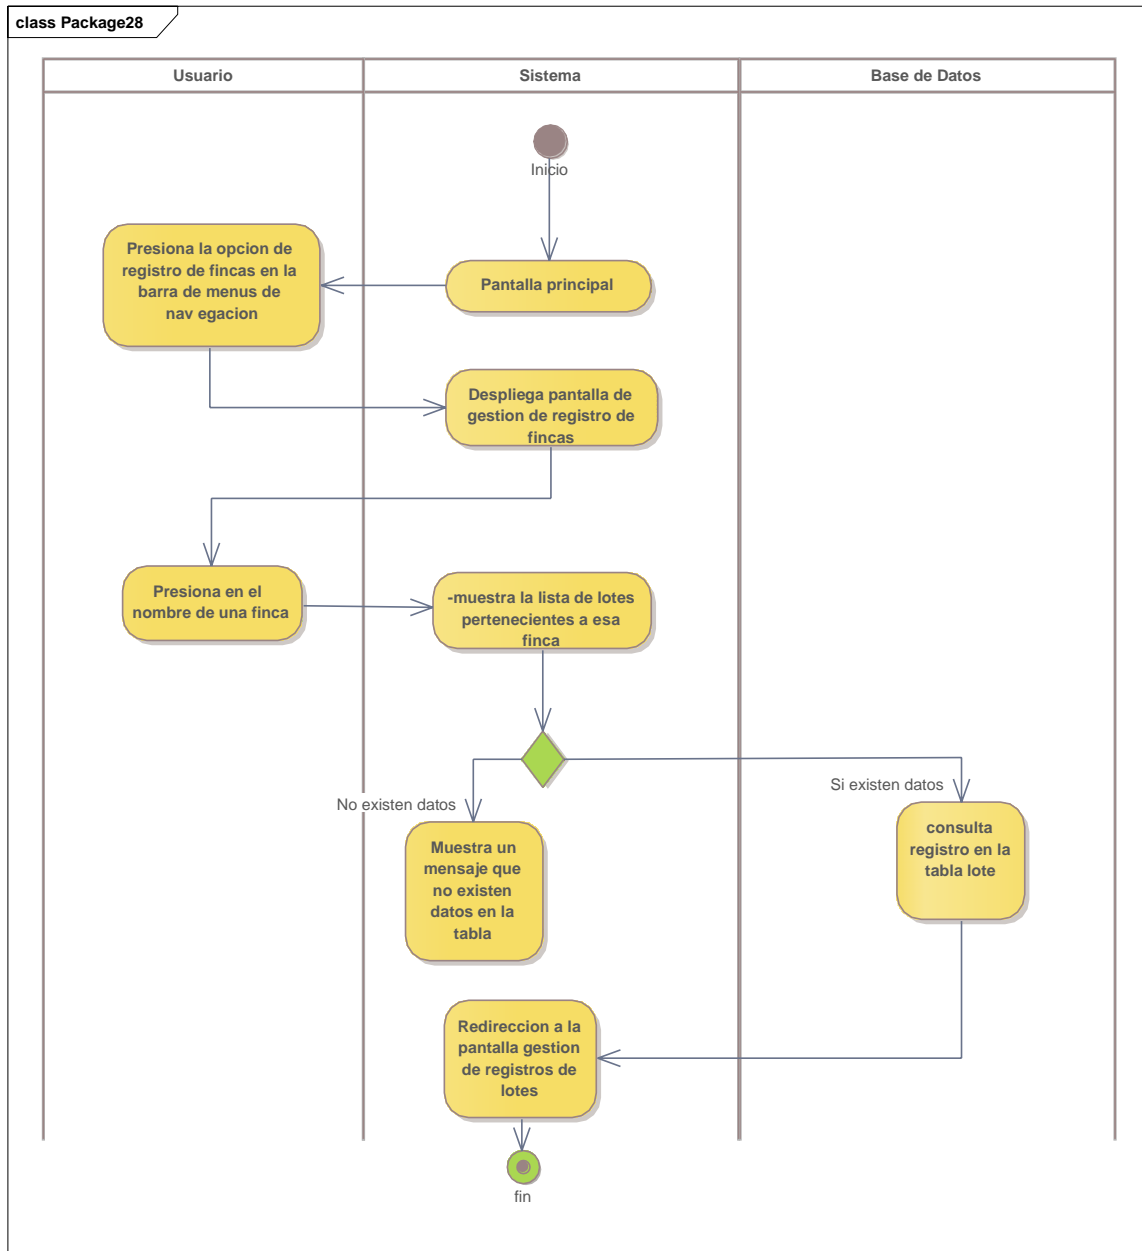 class Package28
Usuario
Sistema
Base de Datos
Inicio
Presiona la opcion de
registro de fincas en la
barra de menus de
nav egacion
Pantalla principal
Despliega pantalla de
gestion de registro de
fincas
Presiona en el
nombre de una finca
-muestra la lista de lotes
pertenecientes a esa
finca
No existen datos
Si existen datos
Muestra un
mensaje que
no existen
datos en la
tabla
consulta
registro en la
tabla lote
Redireccion a la
pantalla gestion
de registros de
lotes
fin